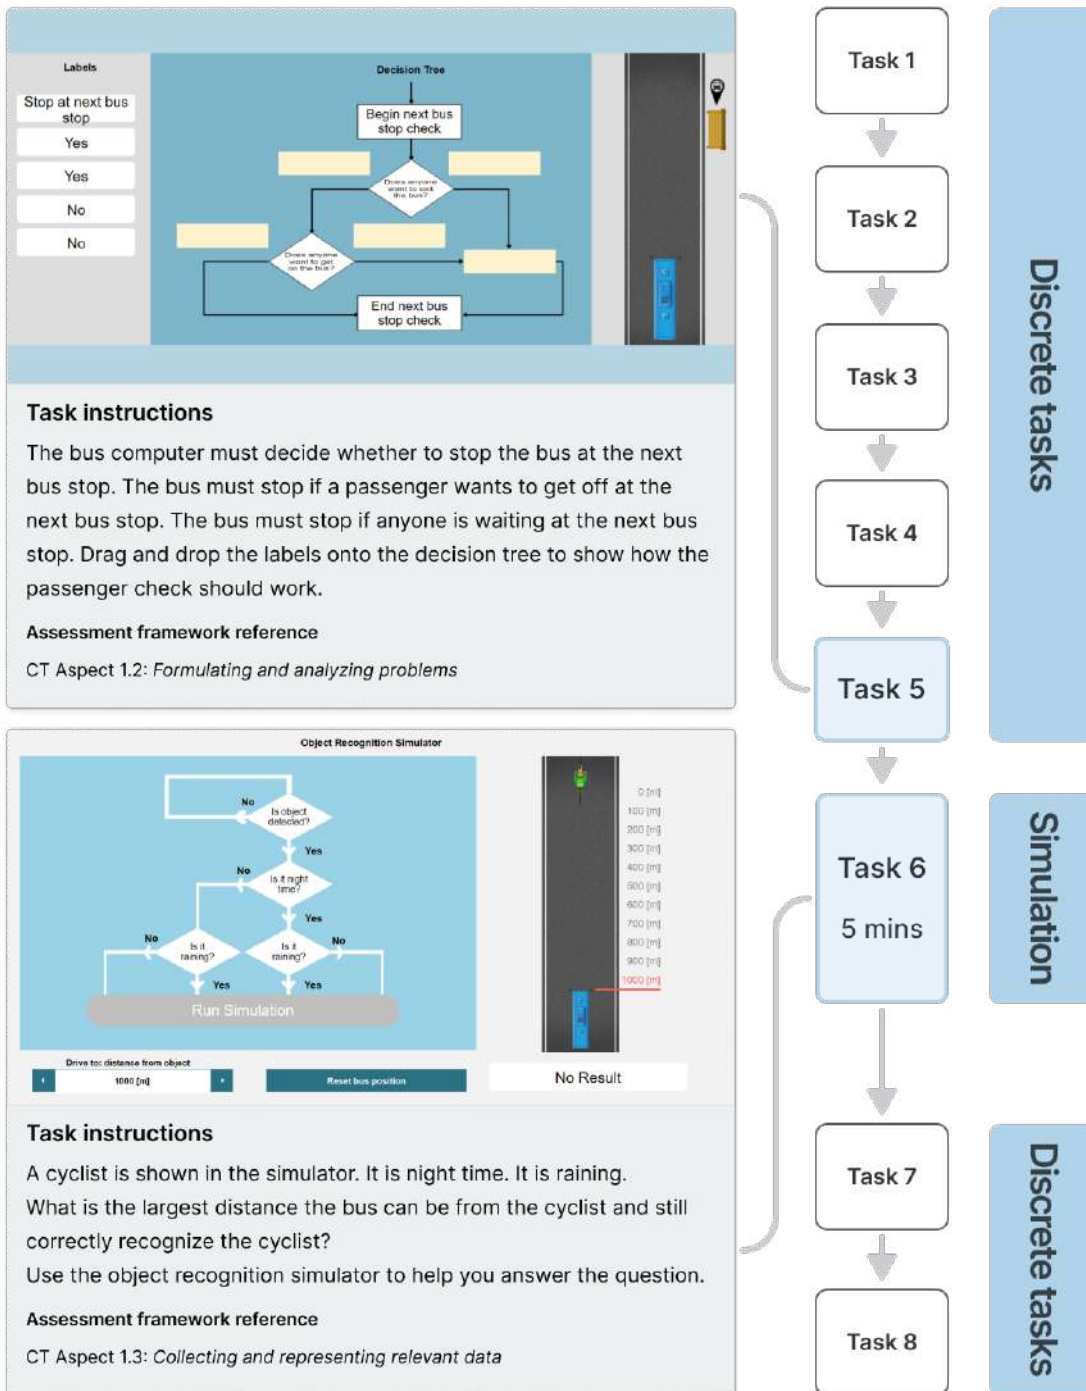 Labels
Stop at next bus
stop
Yes
Yes
No
No
Decision Tree
Begin next bus
stop check
Does anyone
want to exit
the bus?
Does anyone
want to get
on the bus?
End next bus
stop check
Task instructions
The bus computer must decide whether to stop the bus at the next
bus stop. The bus must stop if a passenger wants to get off at the
next bus stop. The bus must stop if anyone is waiting at the next bus
stop. Drag and drop the labels onto the decision tree to show how the
passenger check should work.
Assessment framework reference
CT Aspect 1.2: Formulating and analyzing problems
Object Recognition Simulator
No
Is object
detected?
Yes
No
Is it night
time?
Yes
No
Is it
raining?
Is it
raining?
No
Yes
Yes
Run Simulation
Drive to: distance from object
1000 [m]
Reset bus position
0 [m]
100 [m]
200 [m]
300 [m]
400 [m]
500 [m]
600 [m]
700 [m]
800 [m]
900 [m]
1000 [m]
No Result
Task instructions
A cyclist is shown in the simulator. It is night time. It is raining.
What is the largest distance the bus can be from the cyclist and still
correctly recognize the cyclist?
Use the object recognition simulator to help you answer the question.
Assessment framework reference
CT Aspect 1.3: Collecting and representing relevant data
Task 1
Task 2
Task 3
Task 4
Task 5
Task 6
5 mins
Task 7
Task 8
Discrete tasks
Simulation
Discrete tasks